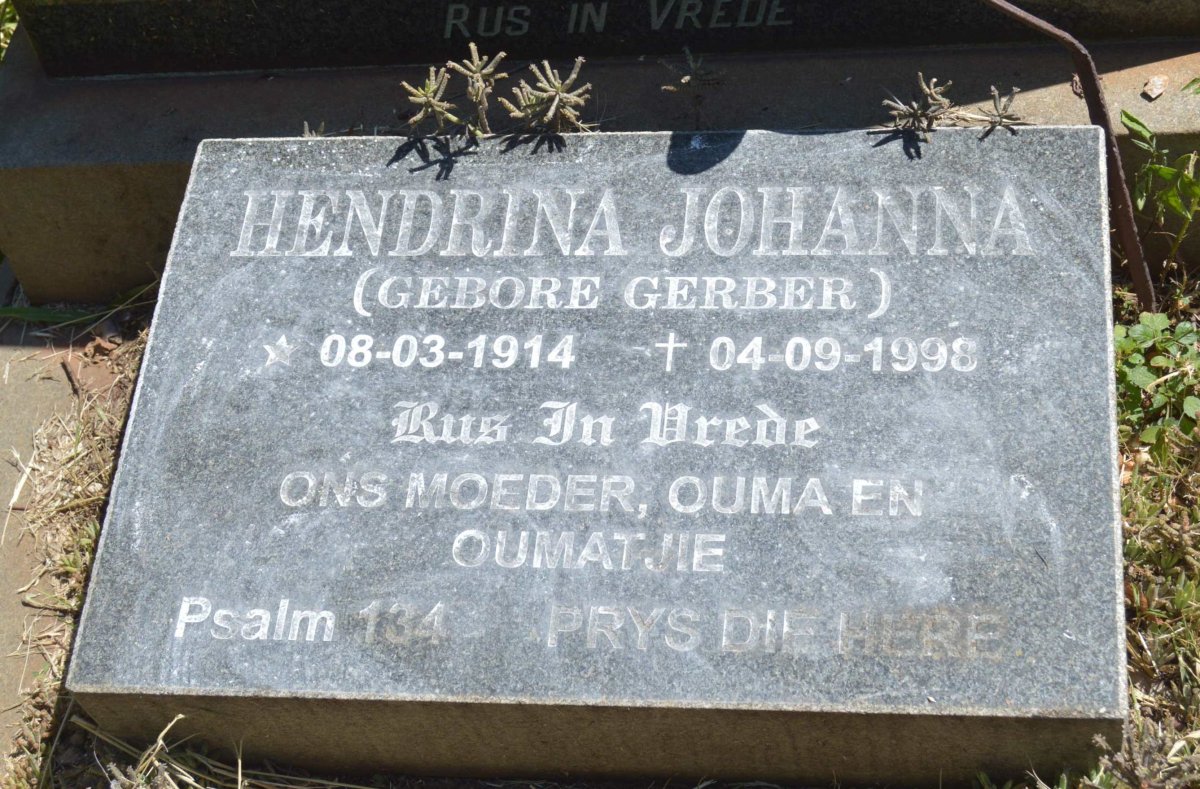 RUS IN VREDE
HENDRINA JOHANNA
(GEBORE GERBER)
☆ 08-03-1914 † 04-09-1998
Rus In Vrede
ONS MOEDER, OUMA EN
OUMATJIE
Psalm 134 PRYS DIE HERE